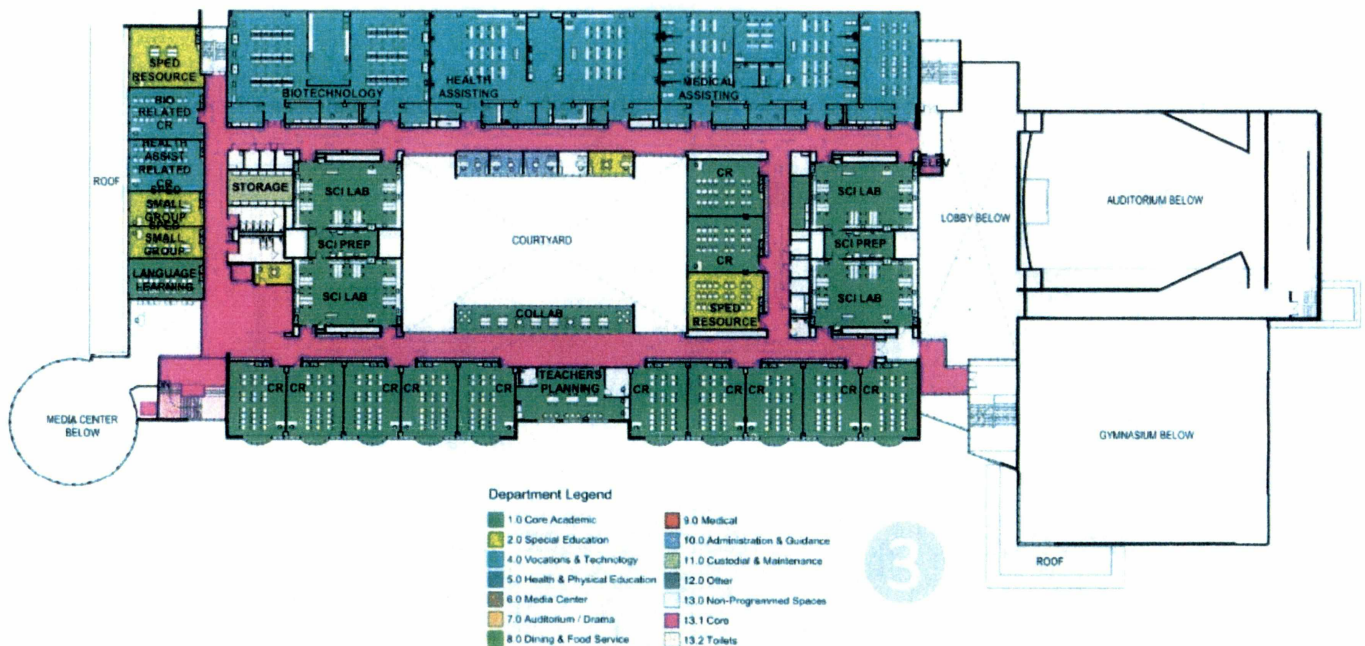 SPED
RESOURCE
BIO
RELATED
CR
HEALTH
ASSIST
RELATED
CR
SPED
SMALL
GROUP
SPED
SMALL
GROUP
LANGUAGE
LEARNING
ROOF
MEDIA CENTER
BELOW
BIOTECHNOLOGY
HEALTH
ASSISTING
MEDICAL
ASSISTING
STORAGE
SCI LAB
SCI PREP
SCI LAB
COURTYARD
COLLAB
CR
CR
SPED
RESOURCE
SCI LAB
SCI PREP
SCI LAB
ELEV
LOBBY BELOW
AUDITORIUM BELOW
GYMNASIUM BELOW
ROOF
CR
CR
CR
CR
CR
TEACHERS
PLANNING
CR
CR
CR
CR
CR
Department Legend
1.0 Core Academic
2.0 Special Education
4.0 Vocations & Technology
5.0 Health & Physical Education
6.0 Media Center
7.0 Auditorium / Drama
8.0 Dining & Food Service
9.0 Medical
10.0 Administration & Guidance
11.0 Custodial & Maintenance
12.0 Other
13.0 Non-Programmed Spaces
13.1 Core
13.2 Toilets
3